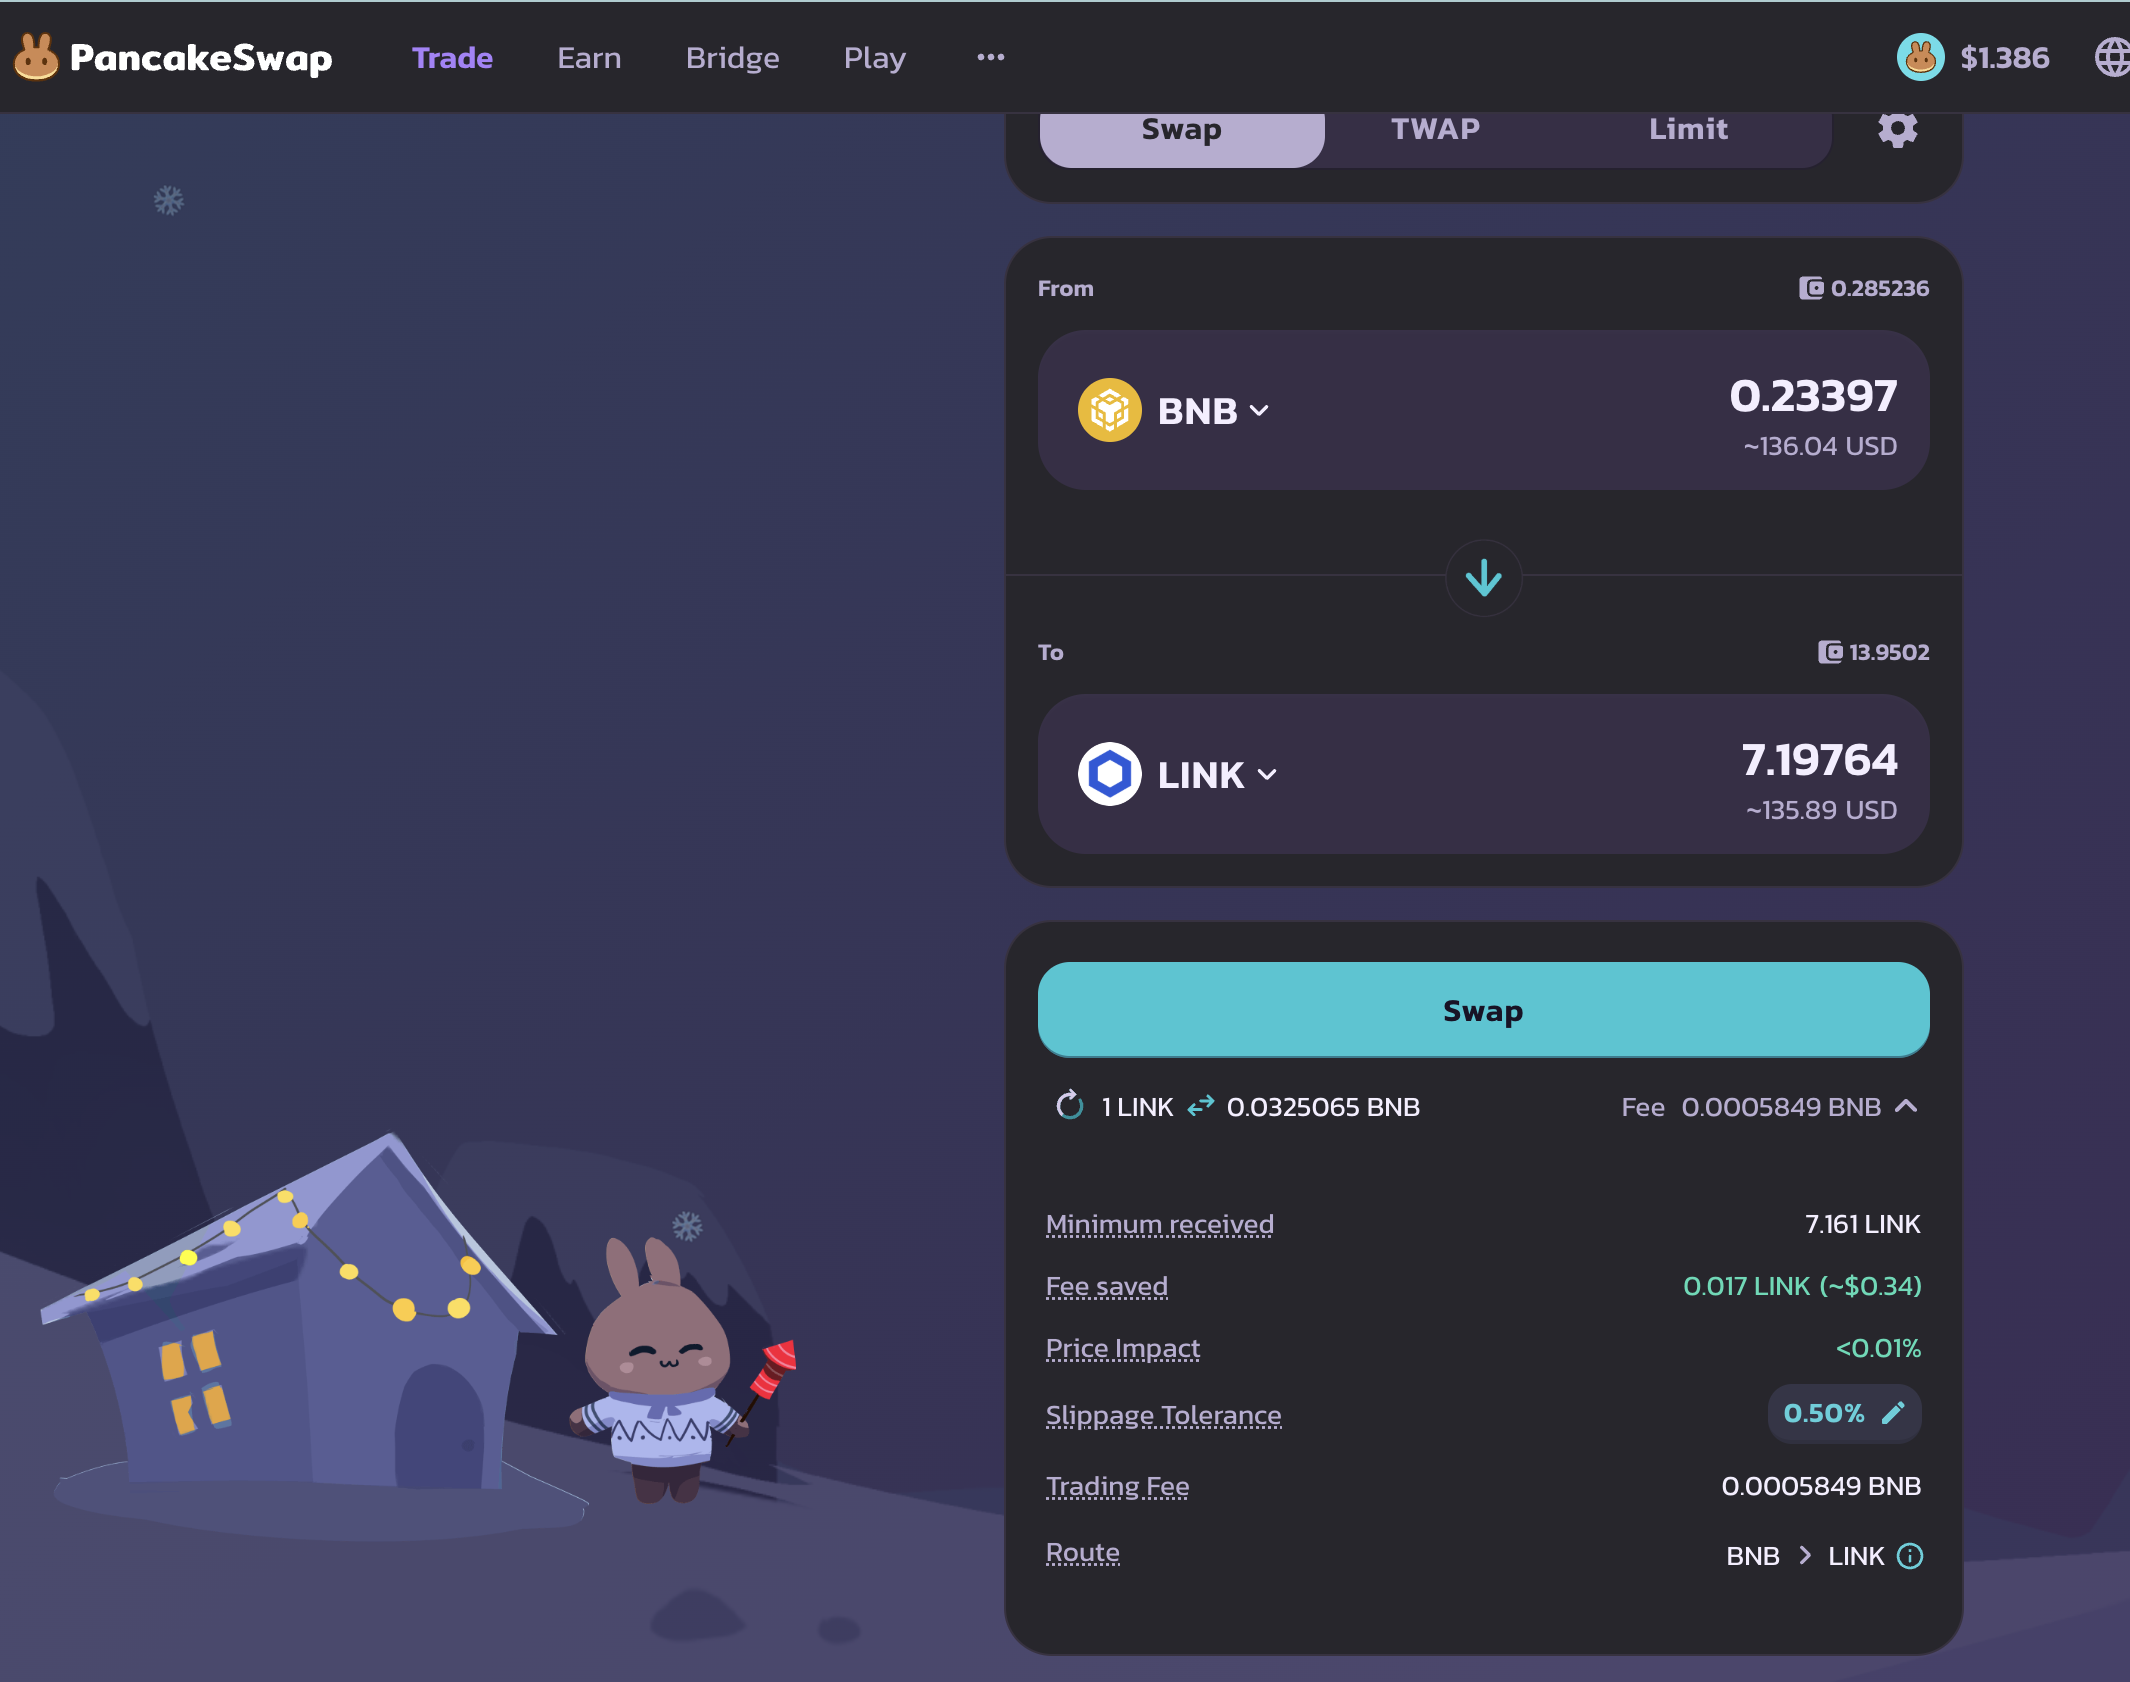 PancakeSwap Trade Earn Bridge Play ... $1.386
Swap TWAP Limit
From 0.285236
BNB 0.23397
~136.04 USD
To 13.9502
LINK 7.19764
~135.89 USD
Swap
1 LINK 0.0325065 BNB Fee 0.0005849 BNB
Minimum received 7.161 LINK
Fee saved 0.017 LINK (~$0.34)
Price Impact <0.01%
Slippage Tolerance 0.50%
Trading Fee 0.0005849 BNB
Route BNB > LINK